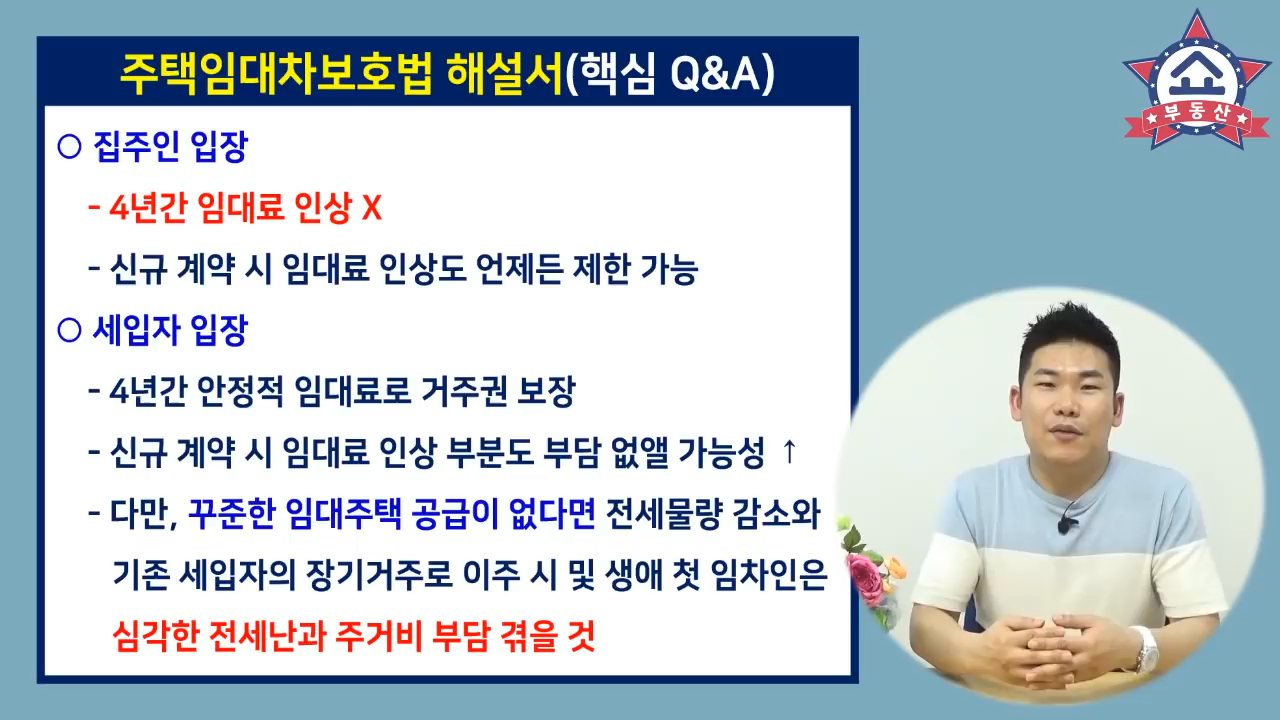 주택임대차보호법 해설서(핵심 Q&A)
○ 집주인 입장
- 4년간 임대료 인상 X
- 신규 계약 시 임대료 인상도 언제든 제한 가능
○ 세입자 입장
- 4년간 안정적 임대료로 거주권 보장
- 신규 계약 시 임대료 인상 부분도 부담 없앨 가능성 ↑
- 다만, 꾸준한 임대주택 공급이 없다면 전세물량 감소와
기존 세입자의 장기거주로 이주 시 및 생애 첫 임차인은
심각한 전세난과 주거비 부담 겪을 것
부동산